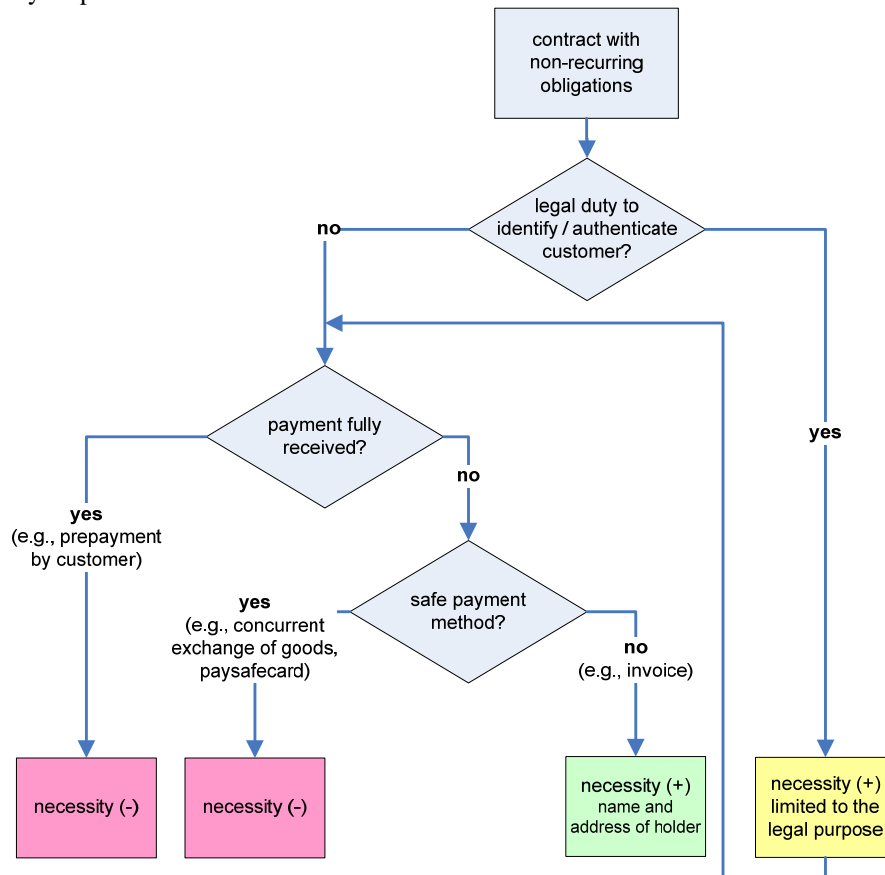 contract with
non-recurring
obligations
legal duty to
identify / authenticate
customer?
no
yes
payment fully
received?
no
yes
(e.g., prepayment
by customer)
safe payment
method?
yes
(e.g., concurrent
exchange of goods,
paysafecard)
no
(e.g., invoice)
necessity (-)
necessity (-)
necessity (+)
name and
address of holder
necessity (+)
limited to the
legal purpose